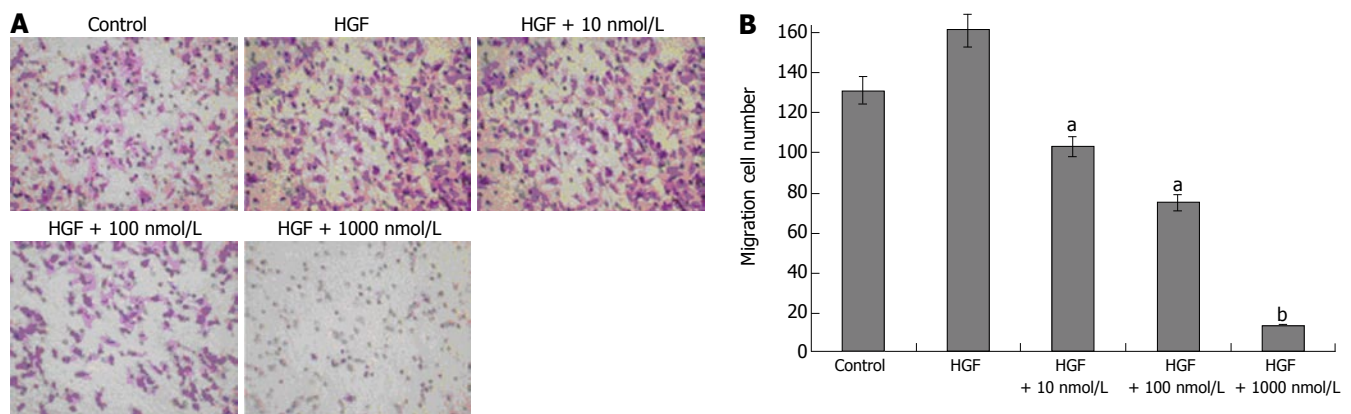 A
Control
HGF
HGF + 10 nmol/L
HGF + 100 nmol/L
HGF + 1000 nmol/L
B
Migration cell number
160
140
120
100
80
60
40
20
0
a
a
b
Control
HGF
HGF
+ 10 nmol/L
HGF
+ 100 nmol/L
HGF
+ 1000 nmol/L